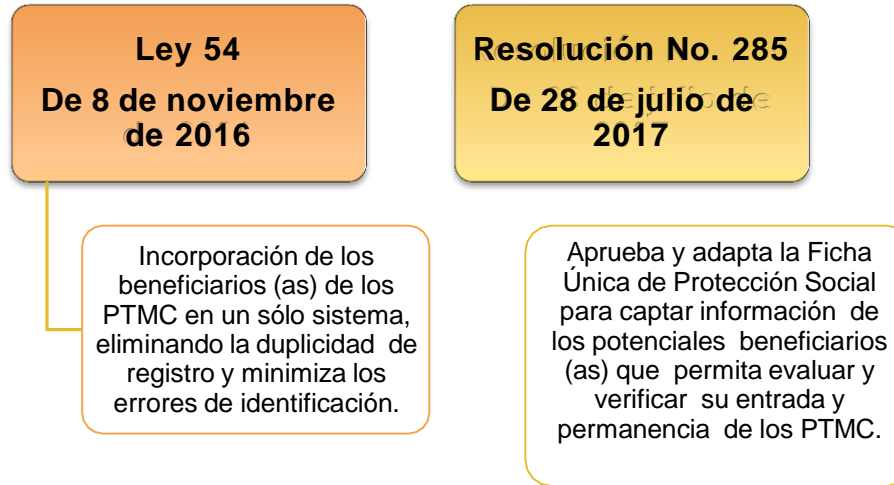 Ley 54
De 8 de noviembre
de 2016
Incorporación de los
beneficiarios (as) de los
PTMC en un sólo sistema,
eliminando la duplicidad de
registro y minimiza los
errores de identificación.
Resolución No. 285
De 28 de julio de
2017
Aprueba y adapta la Ficha
Única de Protección Social
para captar información de
los potenciales beneficiarios
(as) que permita evaluar y
verificar su entrada y
permanencia de los PTMC.